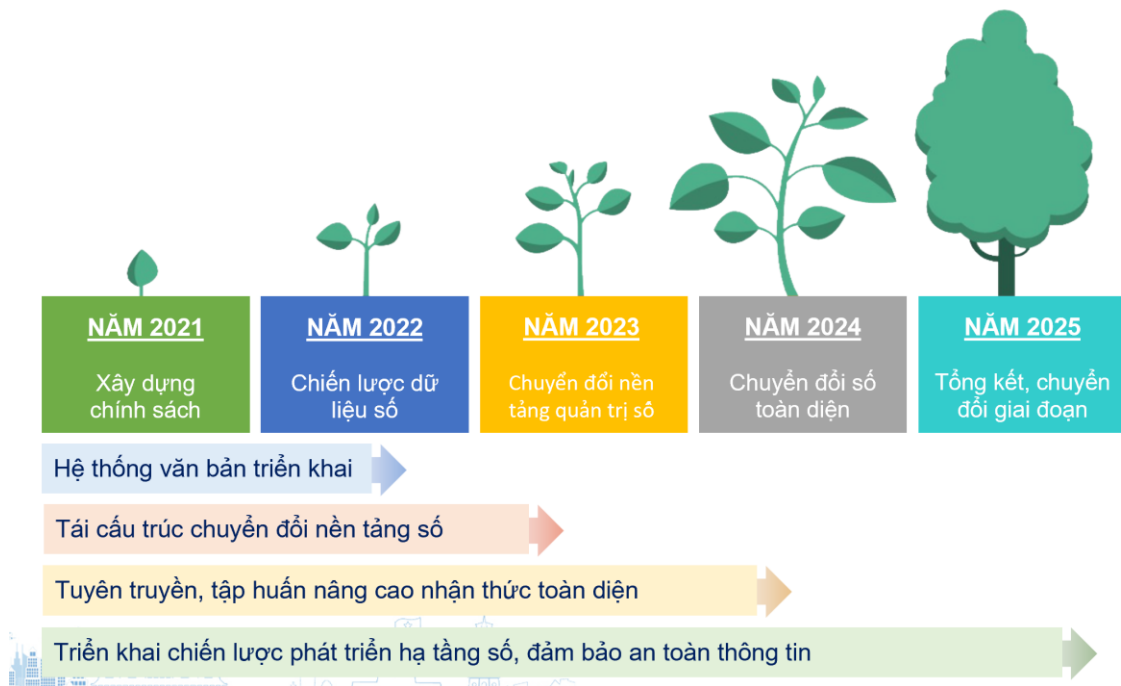 NĂM 2021
Xây dựng
chính sách
NĂM 2022
Chiến lược dữ
liệu số
NĂM 2023
Chuyển đổi nền
tảng quản trị số
NĂM 2024
Chuyển đổi số
toàn diện
NĂM 2025
Tổng kết, chuyển
đổi giai đoạn
Hệ thống văn bản triển khai
Tái cấu trúc chuyển đổi nền tảng số
Tuyên truyền, tập huấn nâng cao nhận thức toàn diện
Triển khai chiến lược phát triển hạ tầng số, đảm bảo an toàn thông tin